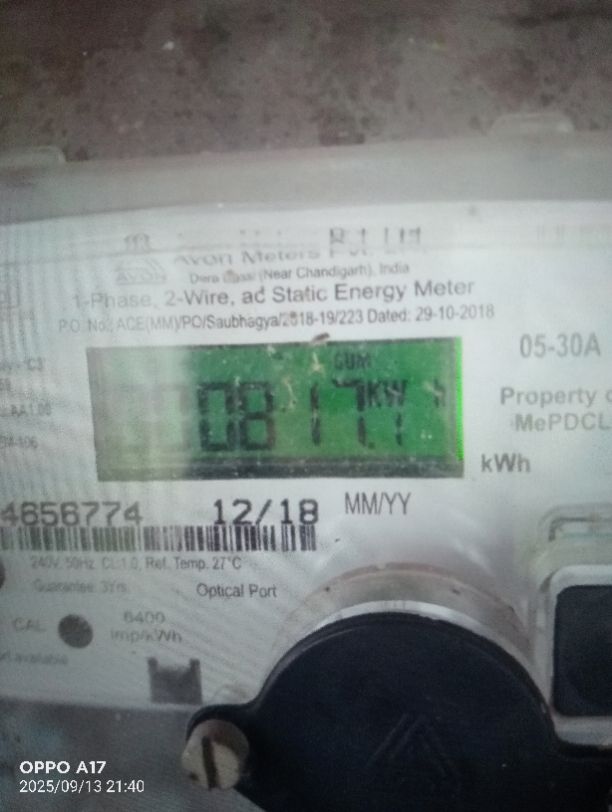 Avon Meters Pvt.
AVON
Dera Bassi (Near Chandigarh), India
1-Phase, 2-Wire, ac Static Energy Meter
P.O. No.: ACE(MM)/PO/Saubhagya/2018-19/223 Dated: 29-10-2018
05-30A
CUM
KW h
Property
MePDCL
kWh
4656774 12/18 MM/YY
240V, 50Hz, CL:1.0, Ref. Temp. 27°C
Guarantee: 3Yrs. Optical Port
CAL 6400
imp/kWh
available
OPPO A17
2025/09/13 21:40